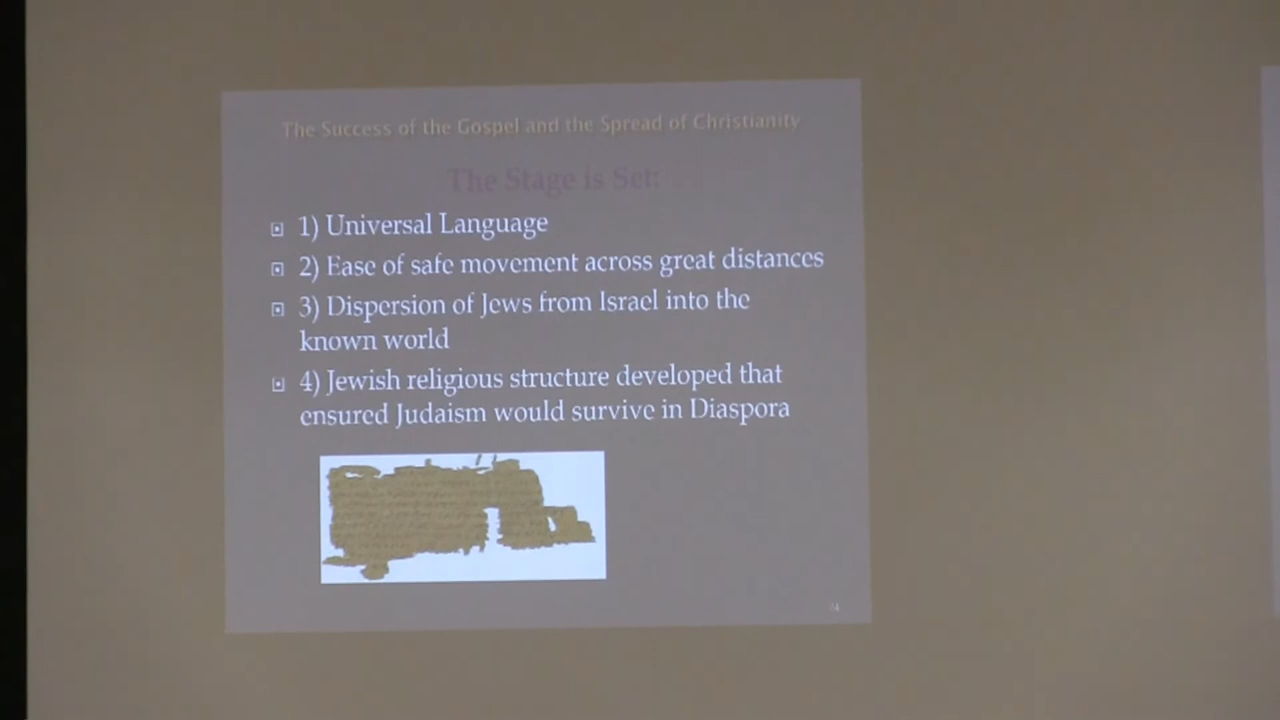 The Success of the Gospel and the Spread of Christianity
The Stage is Set:
1) Universal Language
2) Ease of safe movement across great distances
3) Dispersion of Jews from Israel into the
known world
4) Jewish religious structure developed that
ensured Judaism would survive in Diaspora